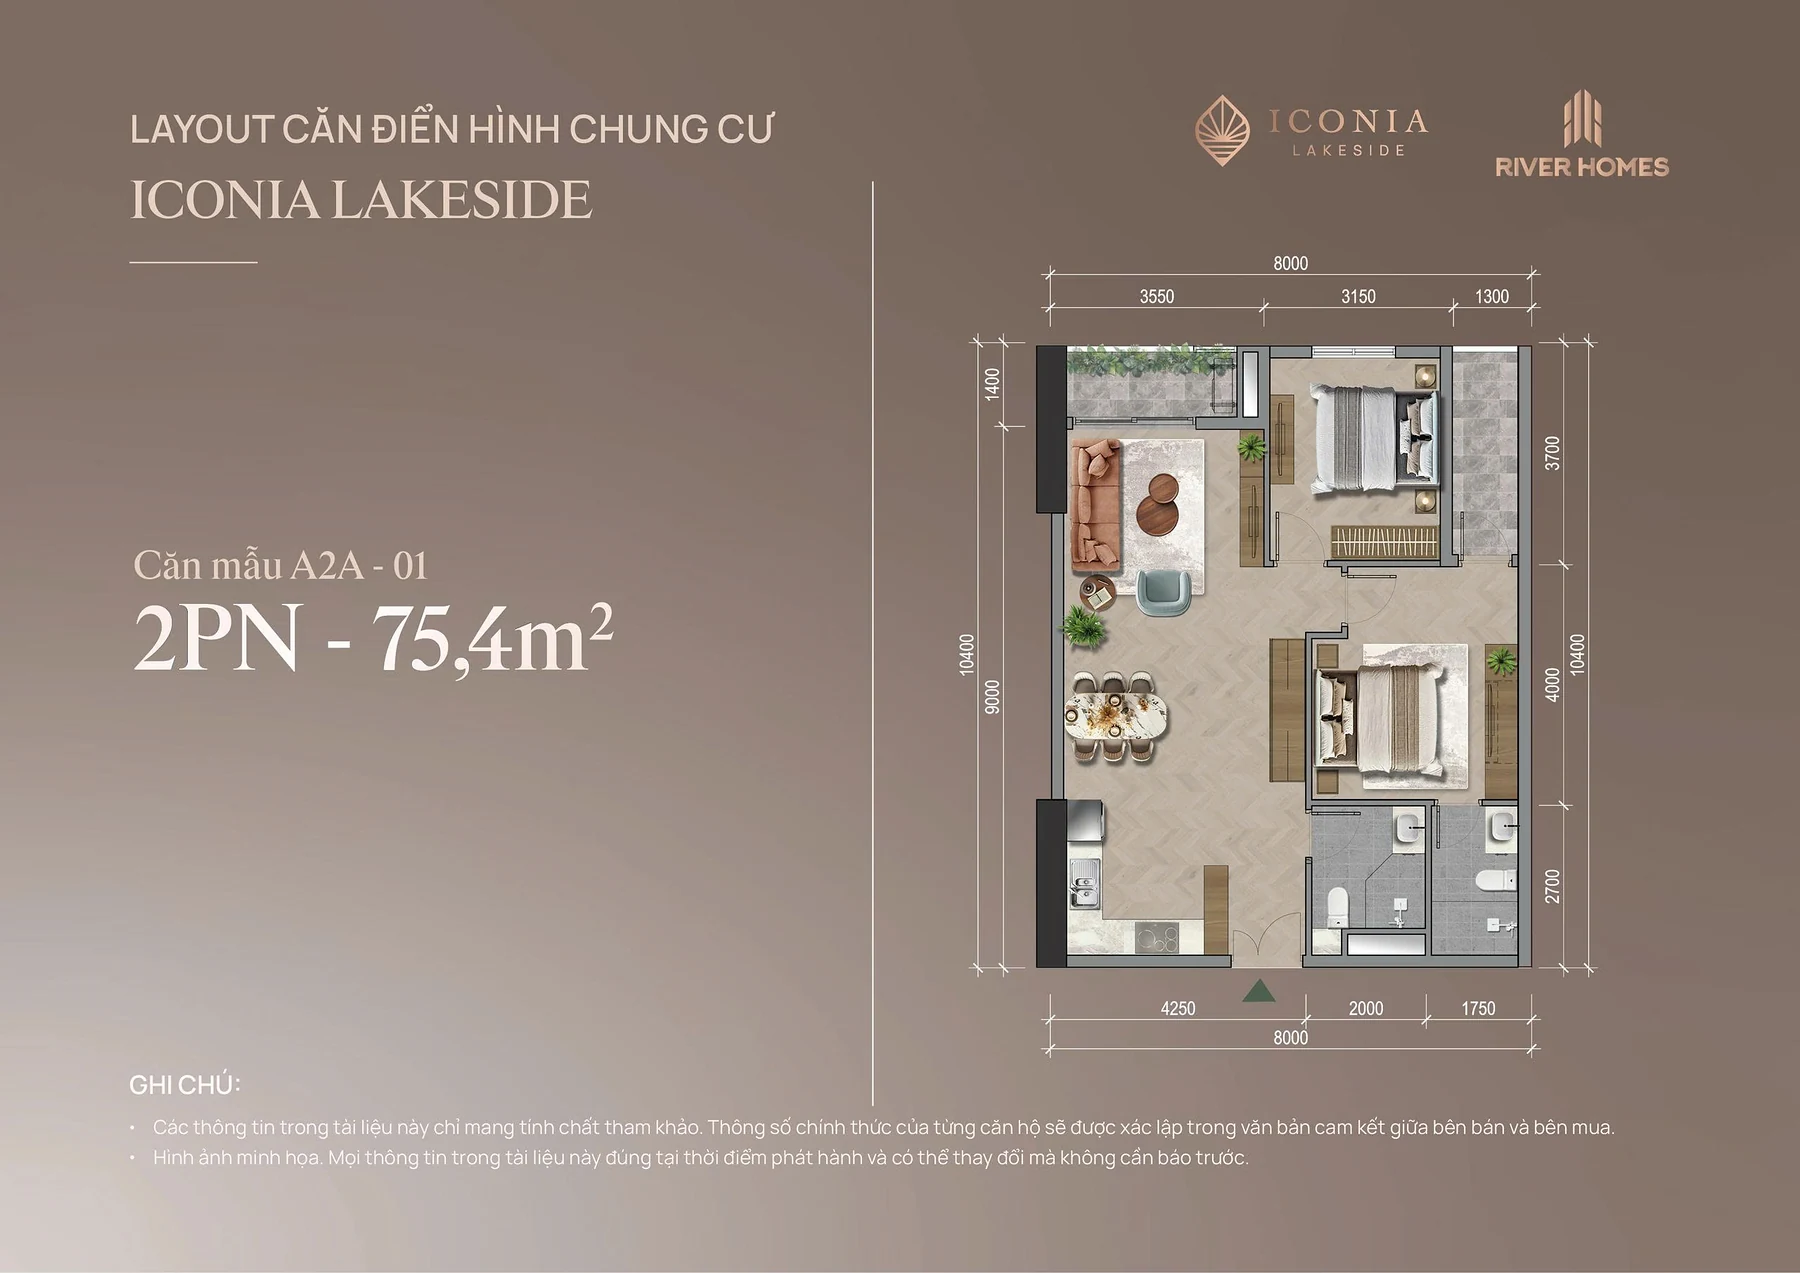 LAYOUT CĂN ĐIỂN HÌNH CHUNG CƯ
ICONIA LAKESIDE
ICONIA
LAKESIDE
RIVER HOMES
Căn mẫu A2A - 01
2PN - 75,4m²
8000
3550 3150 1300
1400
9000
10400
3700
4000
2700
10400
4250 2000 1750
8000
GHI CHÚ:
• Các thông tin trong tài liệu này chỉ mang tính chất tham khảo. Thông số chính thức của từng căn hộ sẽ được xác lập trong văn bản cam kết giữa bên bán và bên mua.
• Hình ảnh minh họa. Mọi thông tin trong tài liệu này đúng tại thời điểm phát hành và có thể thay đổi mà không cần báo trước.